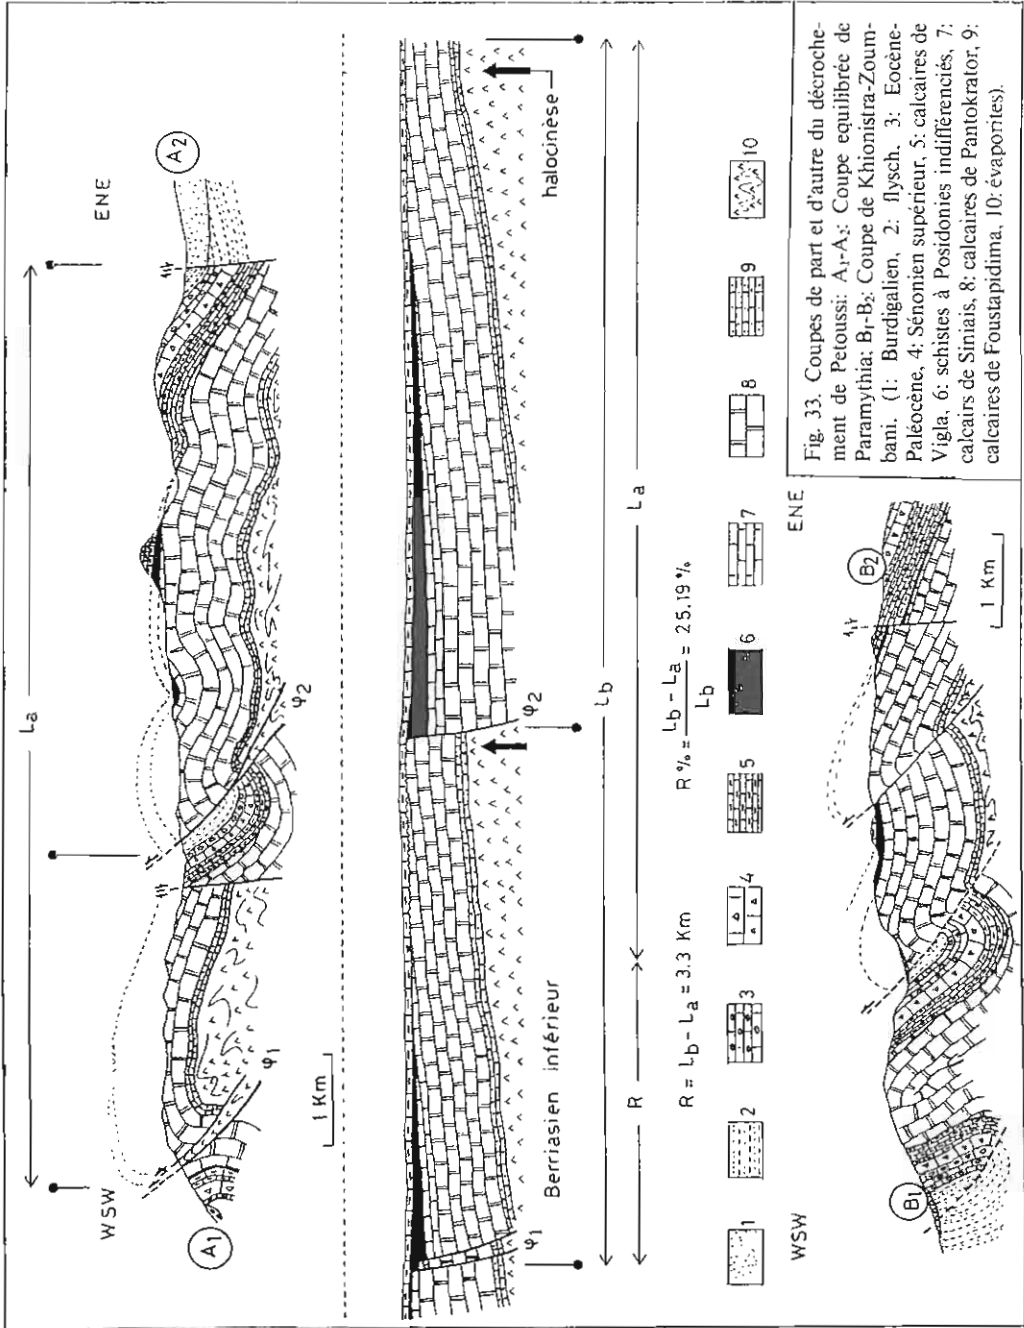 La
WSW
ENE
A1
A2
φ1
φ2
1 Km
halocinèse
Berriasien inférieur
φ1
φ2
Lb
R
La
R = Lb - La = 3.3 Km
R % = Lb - La / Lb = 25.19 %
1
2
3
4
5
6
7
8
9
10
WSW
ENE
B1
B2
1 Km
Fig. 33. Coupes de part et d'autre du décroche-
ment de Petoussi: A1-A2: Coupe equilibrée de
Paramythia: B1-B2: Coupe de Khionistra-Zoum-
bani. (1: Burdigalien, 2: flysch, 3: Eocène-
Paléocène, 4: Sénonien supérieur, 5: calcaires de
Vigla, 6: schistes à Posidonies indifférenciés, 7:
calcairs de Siniais, 8: calcaires de Pantokrator, 9:
calcaires de Foustapidima, 10: évaporites).